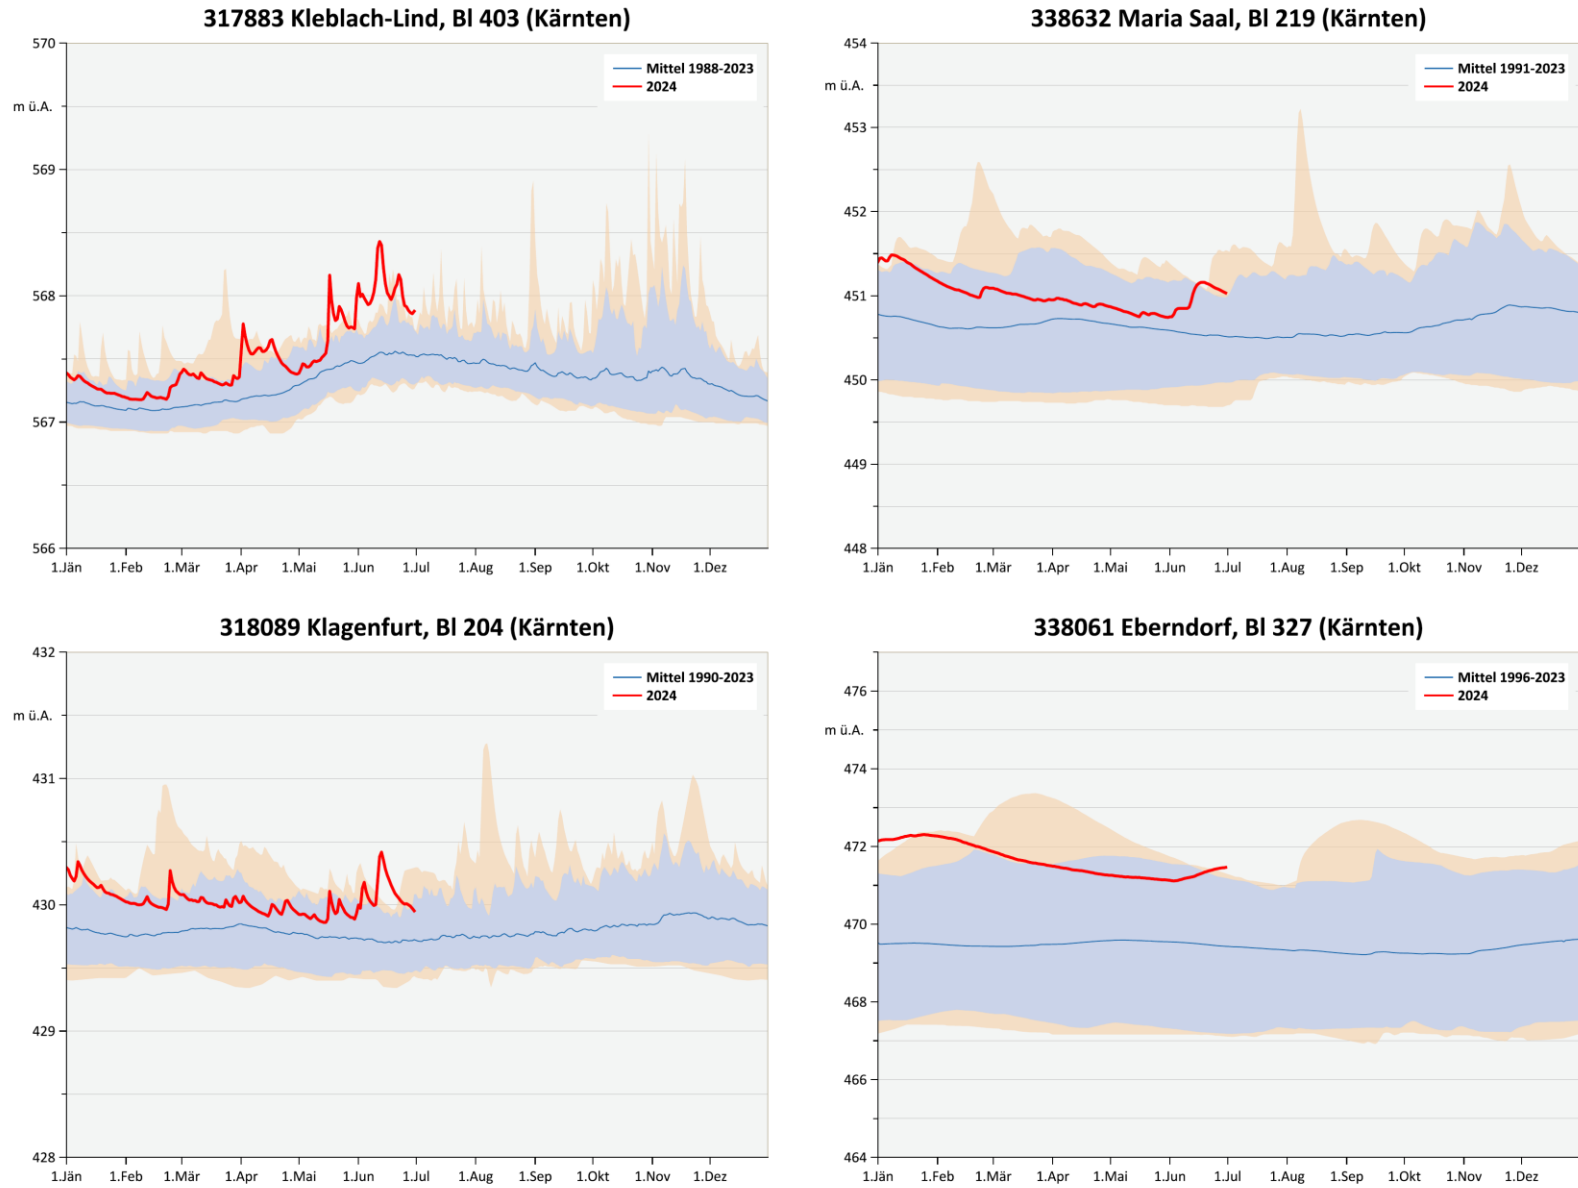 317883 Kleblach-Lind, Bl 403 (Kärnten)
570
m ü.A.
569
568
567
566
Mittel 1988-2023
2024
1.Jän 1.Feb 1.Mär 1.Apr 1.Mai 1.Jun 1.Jul 1.Aug 1.Sep 1.Okt 1.Nov 1.Dez
338632 Maria Saal, Bl 219 (Kärnten)
454
m ü.A.
453
452
451
450
449
448
Mittel 1991-2023
2024
1.Jän 1.Feb 1.Mär 1.Apr 1.Mai 1.Jun 1.Jul 1.Aug 1.Sep 1.Okt 1.Nov 1.Dez
318089 Klagenfurt, Bl 204 (Kärnten)
432
m ü.A.
431
430
429
428
Mittel 1990-2023
2024
1.Jän 1.Feb 1.Mär 1.Apr 1.Mai 1.Jun 1.Jul 1.Aug 1.Sep 1.Okt 1.Nov 1.Dez
338061 Eberndorf, Bl 327 (Kärnten)
476
m ü.A.
474
472
470
468
466
464
Mittel 1996-2023
2024
1.Jän 1.Feb 1.Mär 1.Apr 1.Mai 1.Jun 1.Jul 1.Aug 1.Sep 1.Okt 1.Nov 1.Dez